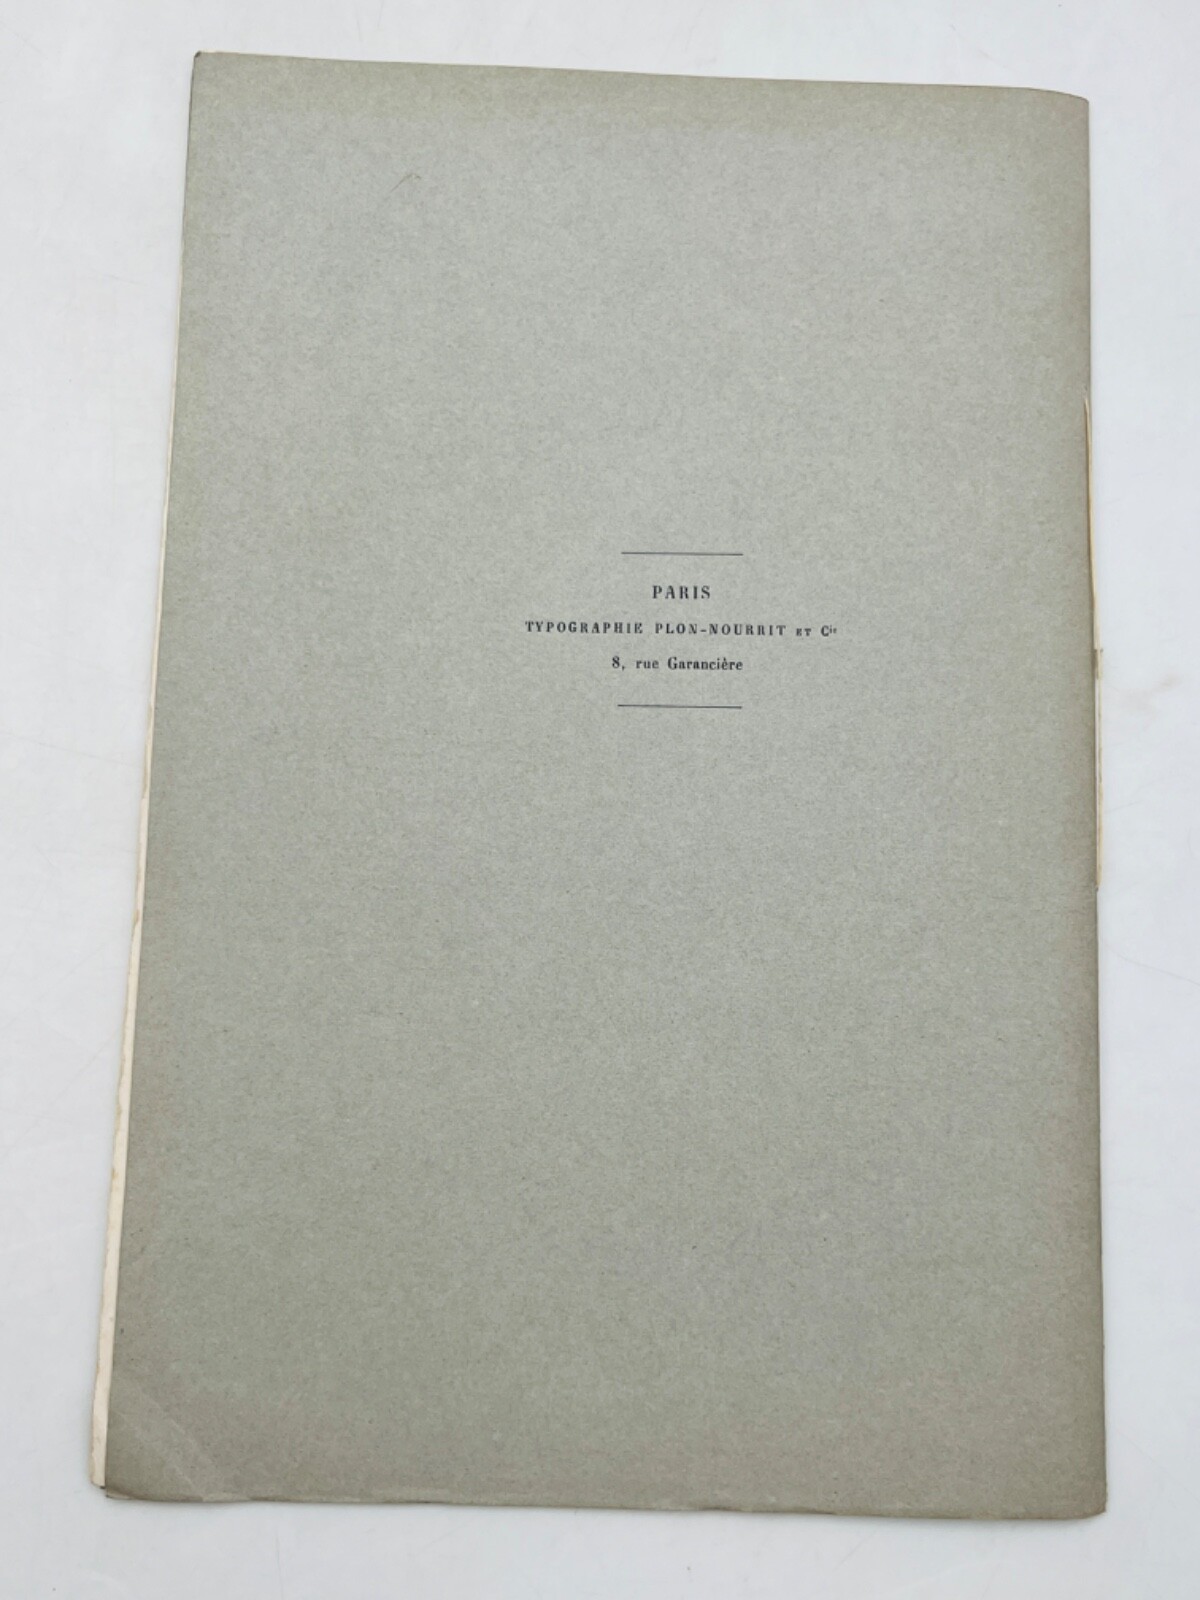 PARIS
TYPOGRAPHIE PLON-NOURRIT ET Cie
8, rue Garancière